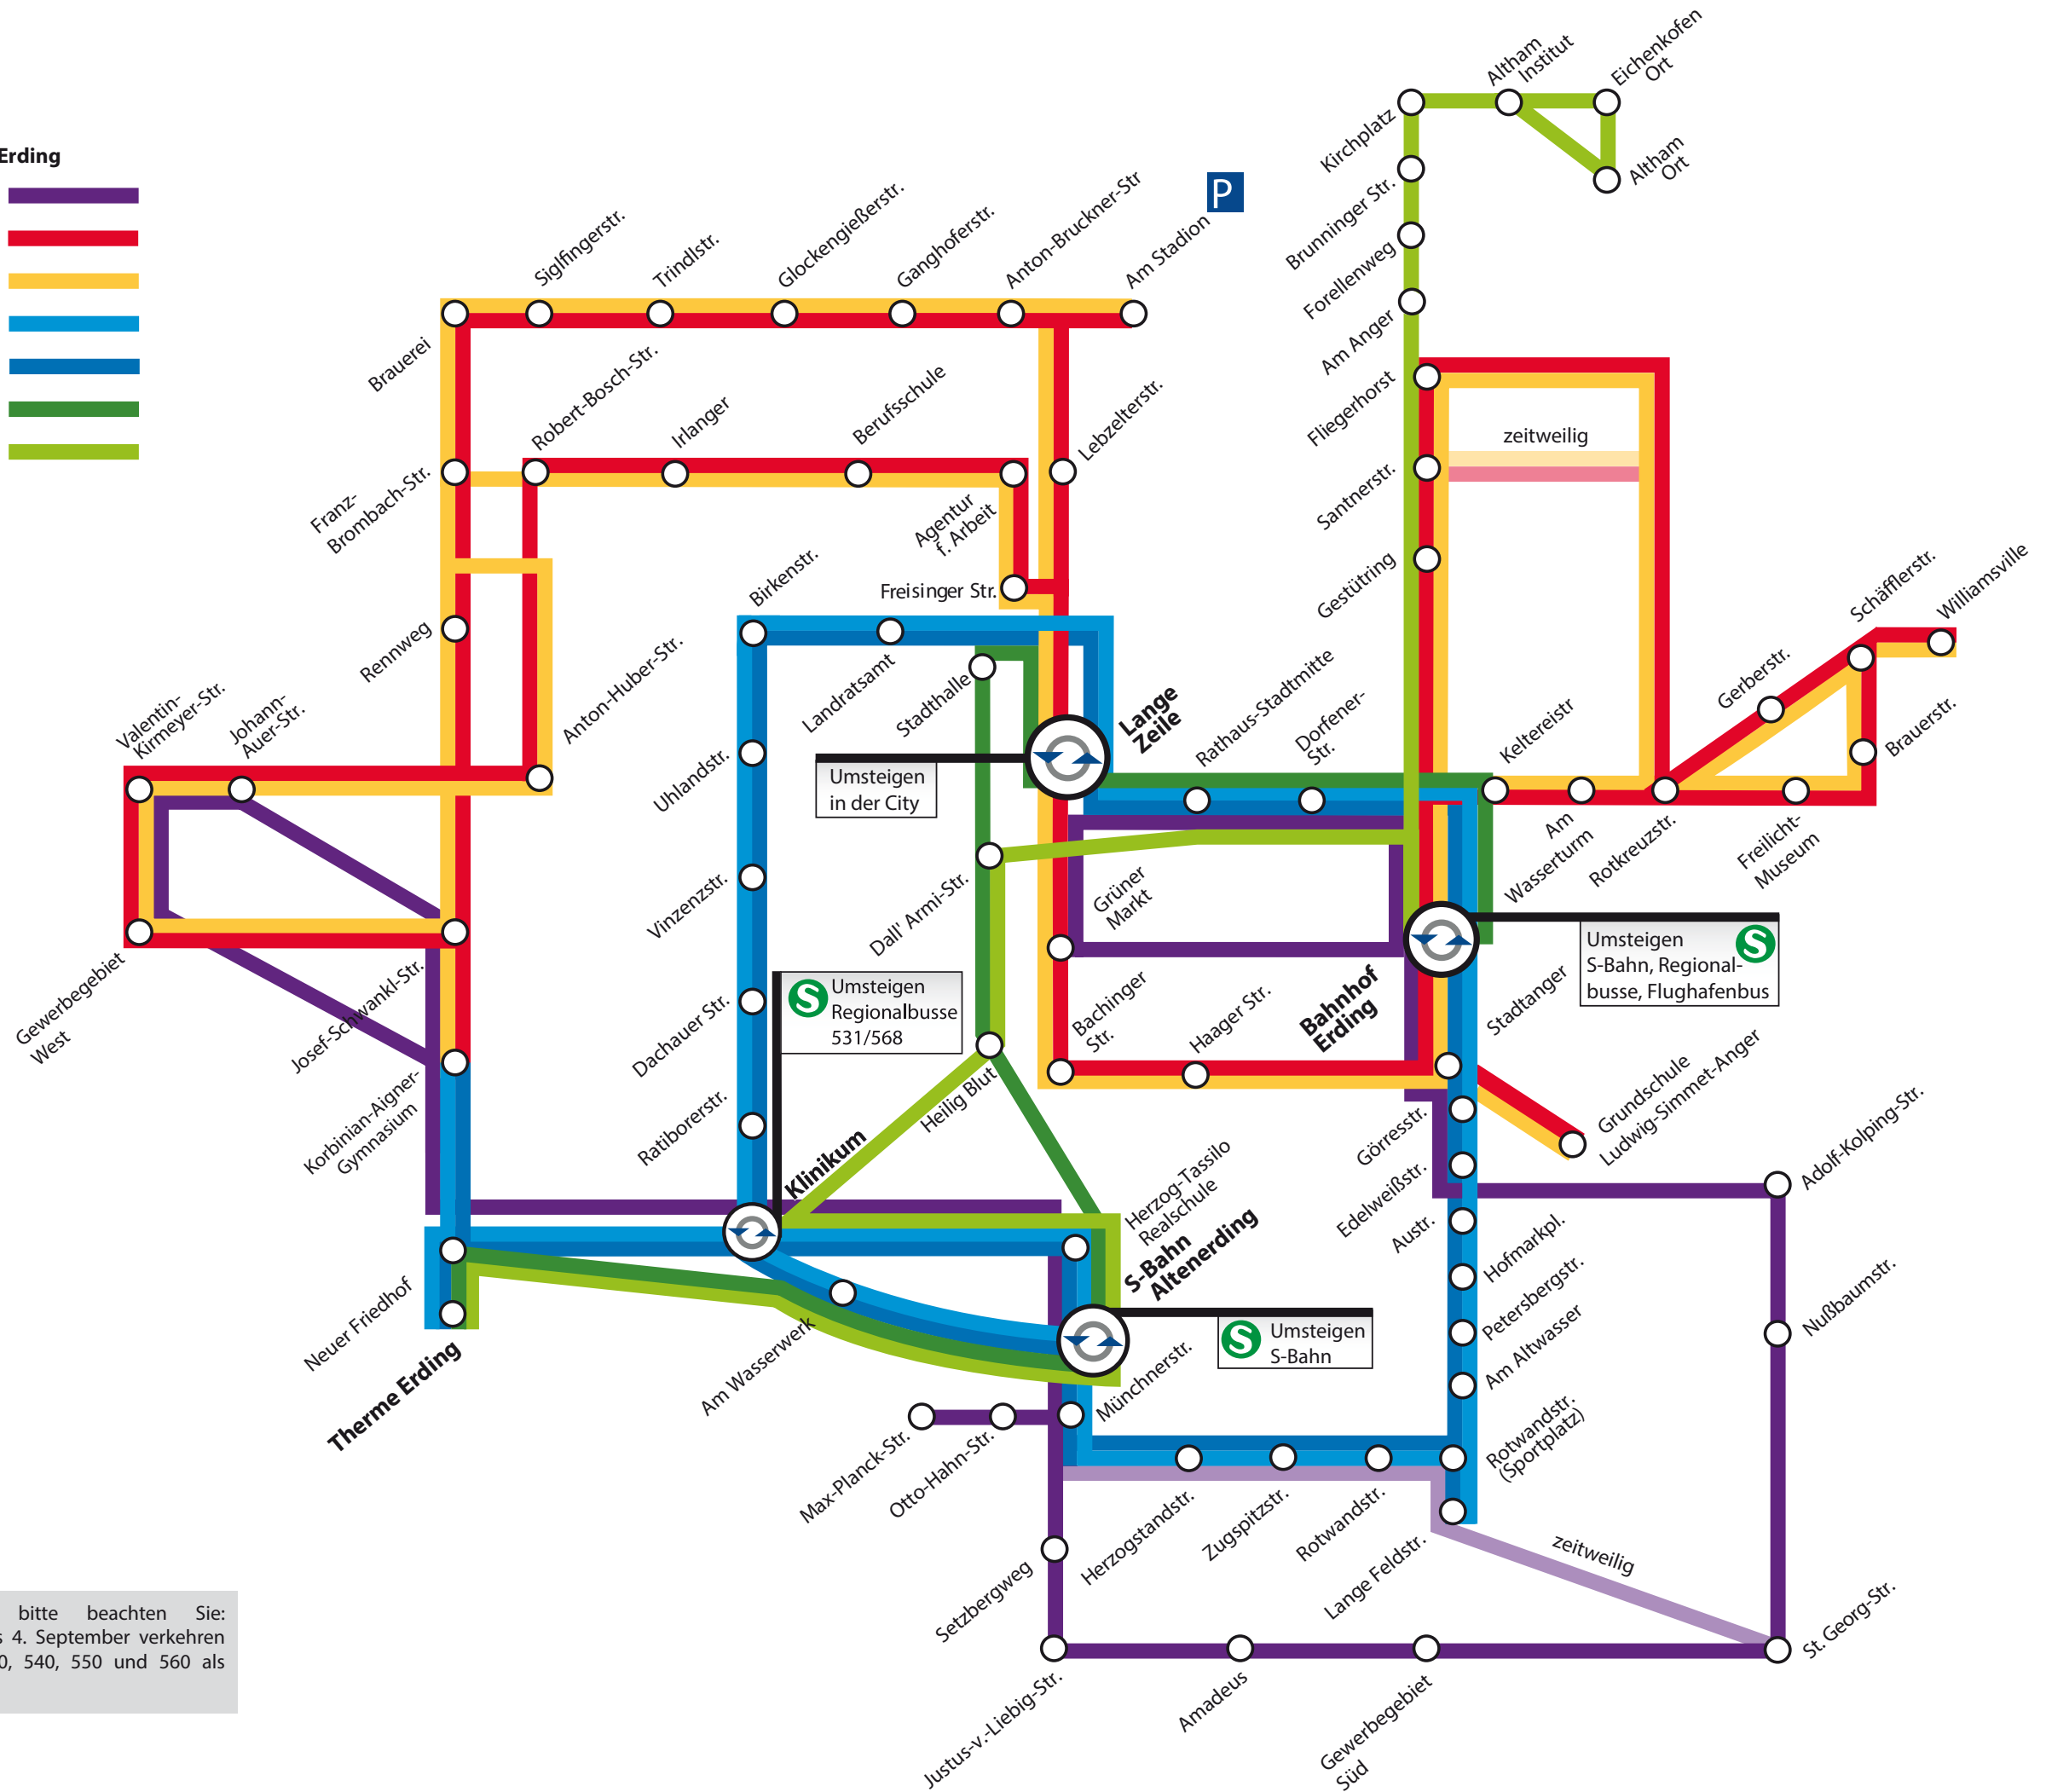 Erding
Altham
Institut
Eichenkofen
Ort
Kirchplatz
Altham
Ort
Brunninger Str.
Forellenweg
Am Anger
P
Siglfingerstr.
Trindlstr.
Glockengießerstr.
Ganghoferstr.
Anton-Bruckner-Str
Am Stadion
Brauerei
Robert-Bosch-Str.
Irlanger
Berufsschule
Lebzelterstr.
Fliegerhorst
zeitweilig
Santnerstr.
Franz-
Brombach-Str.
Agentur
f. Arbeit
Freisinger Str.
Birkenstr.
Gestütring
Schäfflerstr.
Williamsville
Rennweg
Anton-Huber-Str.
Landratsamt
Stadthalle
Lange
Zeile
Rathaus-Stadtmitte
Dorfener-
Str.
Keltereistr
Gerberstr.
Brauerstr.
Valentin-
Kirmeyer-Str.
Johann-
Auer-Str.
Uhlandstr.
Umsteigen
in der City
Am
Wasserturm
Rotkreuzstr.
Freilicht-
Museum
Vinzenzstr.
Dall' Armi-Str.
Grüner
Markt
Gewerbegebiet
West
Josef-Schwankl-Str.
Dachauer Str.
S
Umsteigen
Regionalbusse
531/568
Bachinger
Str.
Haager Str.
Bahnhof
Erding
Umsteigen
S
S-Bahn, Regional-
busse, Flughafenbus
Stadtanger
Korbinian-Aigner-
Gymnasium
Ratiborerstr.
Heilig Blut
Görresstr.
Grundschule
Ludwig-Simmet-Anger
Klinikum
Herzog-Tassilo
Realschule
Edelweißstr.
Adolf-Kolping-Str.
Austr.
Hofmarkpl.
Neuer Friedhof
S-Bahn
Altenerding
Petersbergstr.
Nußbaumstr.
Therme Erding
Am Wasserwerk
S
Umsteigen
S-Bahn
Am Altwasser
Münchnerstr.
Max-Planck-Str.
Otto-Hahn-Str.
Rotwandstr.
(Sportplatz)
Herzogstandstr.
Zugspitzstr.
Rotwandstr.
Lange Feldstr.
zeitweilig
Setzbergweg
St. Georg-Str.
bitte beachten Sie:
s 4. September verkehren
0, 540, 550 und 560 als
Justus-v.-Liebig-Str.
Amadeus
Gewerbegebiet
Süd